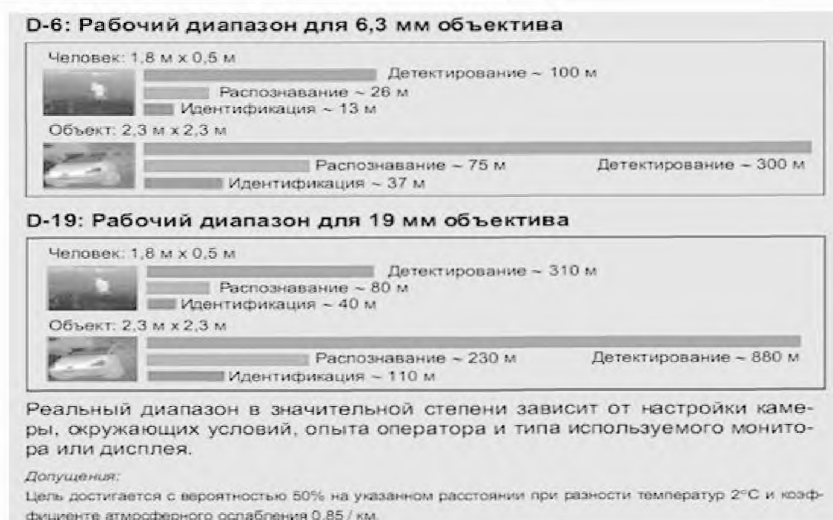 D-6: Рабочий диапазон для 6,3 мм объектива
Человек: 1,8 м x 0,5 м
Детектирование ~ 100 м
Распознавание ~ 26 м
Идентификация ~ 13 м
Объект: 2,3 м x 2,3 м
Распознавание ~ 75 м Детектирование ~ 300 м
Идентификация ~ 37 м
D-19: Рабочий диапазон для 19 мм объектива
Человек: 1,8 м x 0,5 м
Детектирование ~ 310 м
Распознавание ~ 80 м
Идентификация ~ 40 м
Объект: 2,3 м x 2,3 м
Распознавание ~ 230 м Детектирование ~ 880 м
Идентификация ~ 110 м
Реальный диапазон в значительной степени зависит от настройки каме-
ры, окружающих условий, опыта оператора и типа используемого монито-
ра или дисплея.
Допущения:
Цель достигается с вероятностью 50% на указанном расстоянии при разности температур 2°C и коэф-
фициенте атмосферного ослабления 0.85 / км.